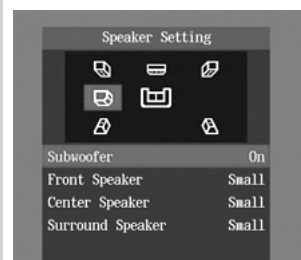 Speaker Setting
Subwoofer On
Front Speaker Small
Center Speaker Small
Surround Speaker Small